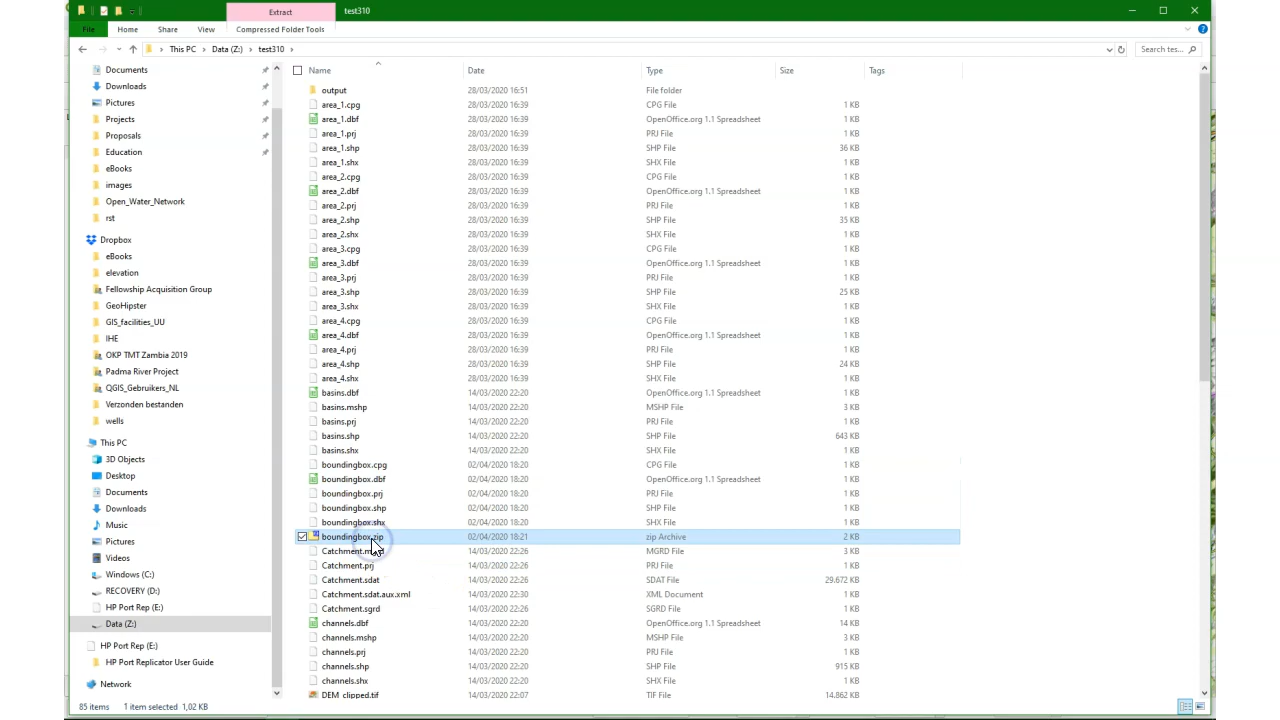 Extract
test310
File
Home
Share
View
Compressed Folder Tools
This PC
Data (Z:)
test310
Search tes...
Documents
Downloads
Pictures
Projects
Proposals
Education
eBooks
images
Open_Water_Network
rst
Dropbox
eBooks
elevation
Fellowship Acquisition Group
GeoHipster
GIS_facilities_UU
IHE
OKP TMT Zambia 2019
Padma River Project
QGIS_Gebruikers_NL
Verzonden bestanden
wells
This PC
3D Objects
Desktop
Documents
Downloads
Music
Pictures
Videos
Windows (C:)
RECOVERY (D:)
HP Port Rep (E:)
Data (Z:)
HP Port Rep (E:)
HP Port Replicator User Guide
Network
Name Date Type Size Tags
output 28/03/2020 16:51 File folder
area_1.cpg 28/03/2020 16:39 CPG File 1 KB
area_1.dbf 28/03/2020 16:39 OpenOffice.org 1.1 Spreadsheet 1 KB
area_1.prj 28/03/2020 16:39 PRJ File 1 KB
area_1.shp 28/03/2020 16:39 SHP File 36 KB
area_1.shx 28/03/2020 16:39 SHX File 1 KB
area_2.cpg 28/03/2020 16:39 CPG File 1 KB
area_2.dbf 28/03/2020 16:39 OpenOffice.org 1.1 Spreadsheet 1 KB
area_2.prj 28/03/2020 16:39 PRJ File 1 KB
area_2.shp 28/03/2020 16:39 SHP File 35 KB
area_2.shx 28/03/2020 16:39 SHX File 1 KB
area_3.cpg 28/03/2020 16:39 CPG File 1 KB
area_3.dbf 28/03/2020 16:39 OpenOffice.org 1.1 Spreadsheet 1 KB
area_3.prj 28/03/2020 16:39 PRJ File 1 KB
area_3.shp 28/03/2020 16:39 SHP File 25 KB
area_3.shx 28/03/2020 16:39 SHX File 1 KB
area_4.cpg 28/03/2020 16:39 CPG File 1 KB
area_4.dbf 28/03/2020 16:39 OpenOffice.org 1.1 Spreadsheet 1 KB
area_4.prj 28/03/2020 16:39 PRJ File 1 KB
area_4.shp 28/03/2020 16:39 SHP File 24 KB
area_4.shx 28/03/2020 16:39 SHX File 1 KB
basins.dbf 14/03/2020 22:20 OpenOffice.org 1.1 Spreadsheet 1 KB
basins.mshp 14/03/2020 22:20 MSHP File 3 KB
basins.prj 14/03/2020 22:20 PRJ File 1 KB
basins.shp 14/03/2020 22:20 SHP File 643 KB
basins.shx 14/03/2020 22:20 SHX File 1 KB
boundingbox.cpg 02/04/2020 18:20 CPG File 1 KB
boundingbox.dbf 02/04/2020 18:20 OpenOffice.org 1.1 Spreadsheet 1 KB
boundingbox.prj 02/04/2020 18:20 PRJ File 1 KB
boundingbox.shp 02/04/2020 18:20 SHP File 1 KB
boundingbox.shx 02/04/2020 18:20 SHX File 1 KB
boundingbox.zip 02/04/2020 18:21 zip Archive 2 KB
14/03/2020 22:26 MGRD File 3 KB
Catchment.prj 14/03/2020 22:26 PRJ File 1 KB
Catchment.sdat 14/03/2020 22:26 SDAT File 29.672 KB
Catchment.sdat.aux.xml 14/03/2020 22:30 XML Document 1 KB
Catchment.sgrd 14/03/2020 22:26 SGRD File 1 KB
channels.dbf 14/03/2020 22:20 OpenOffice.org 1.1 Spreadsheet 14 KB
channels.mshp 14/03/2020 22:20 MSHP File 3 KB
channels.prj 14/03/2020 22:20 PRJ File 1 KB
channels.shp 14/03/2020 22:20 SHP File 915 KB
channels.shx 14/03/2020 22:20 SHX File 1 KB
DEM_clipped.tif 14/03/2020 22:07 TIF File 14.862 KB
85 items 1 item selected 1,02 KB